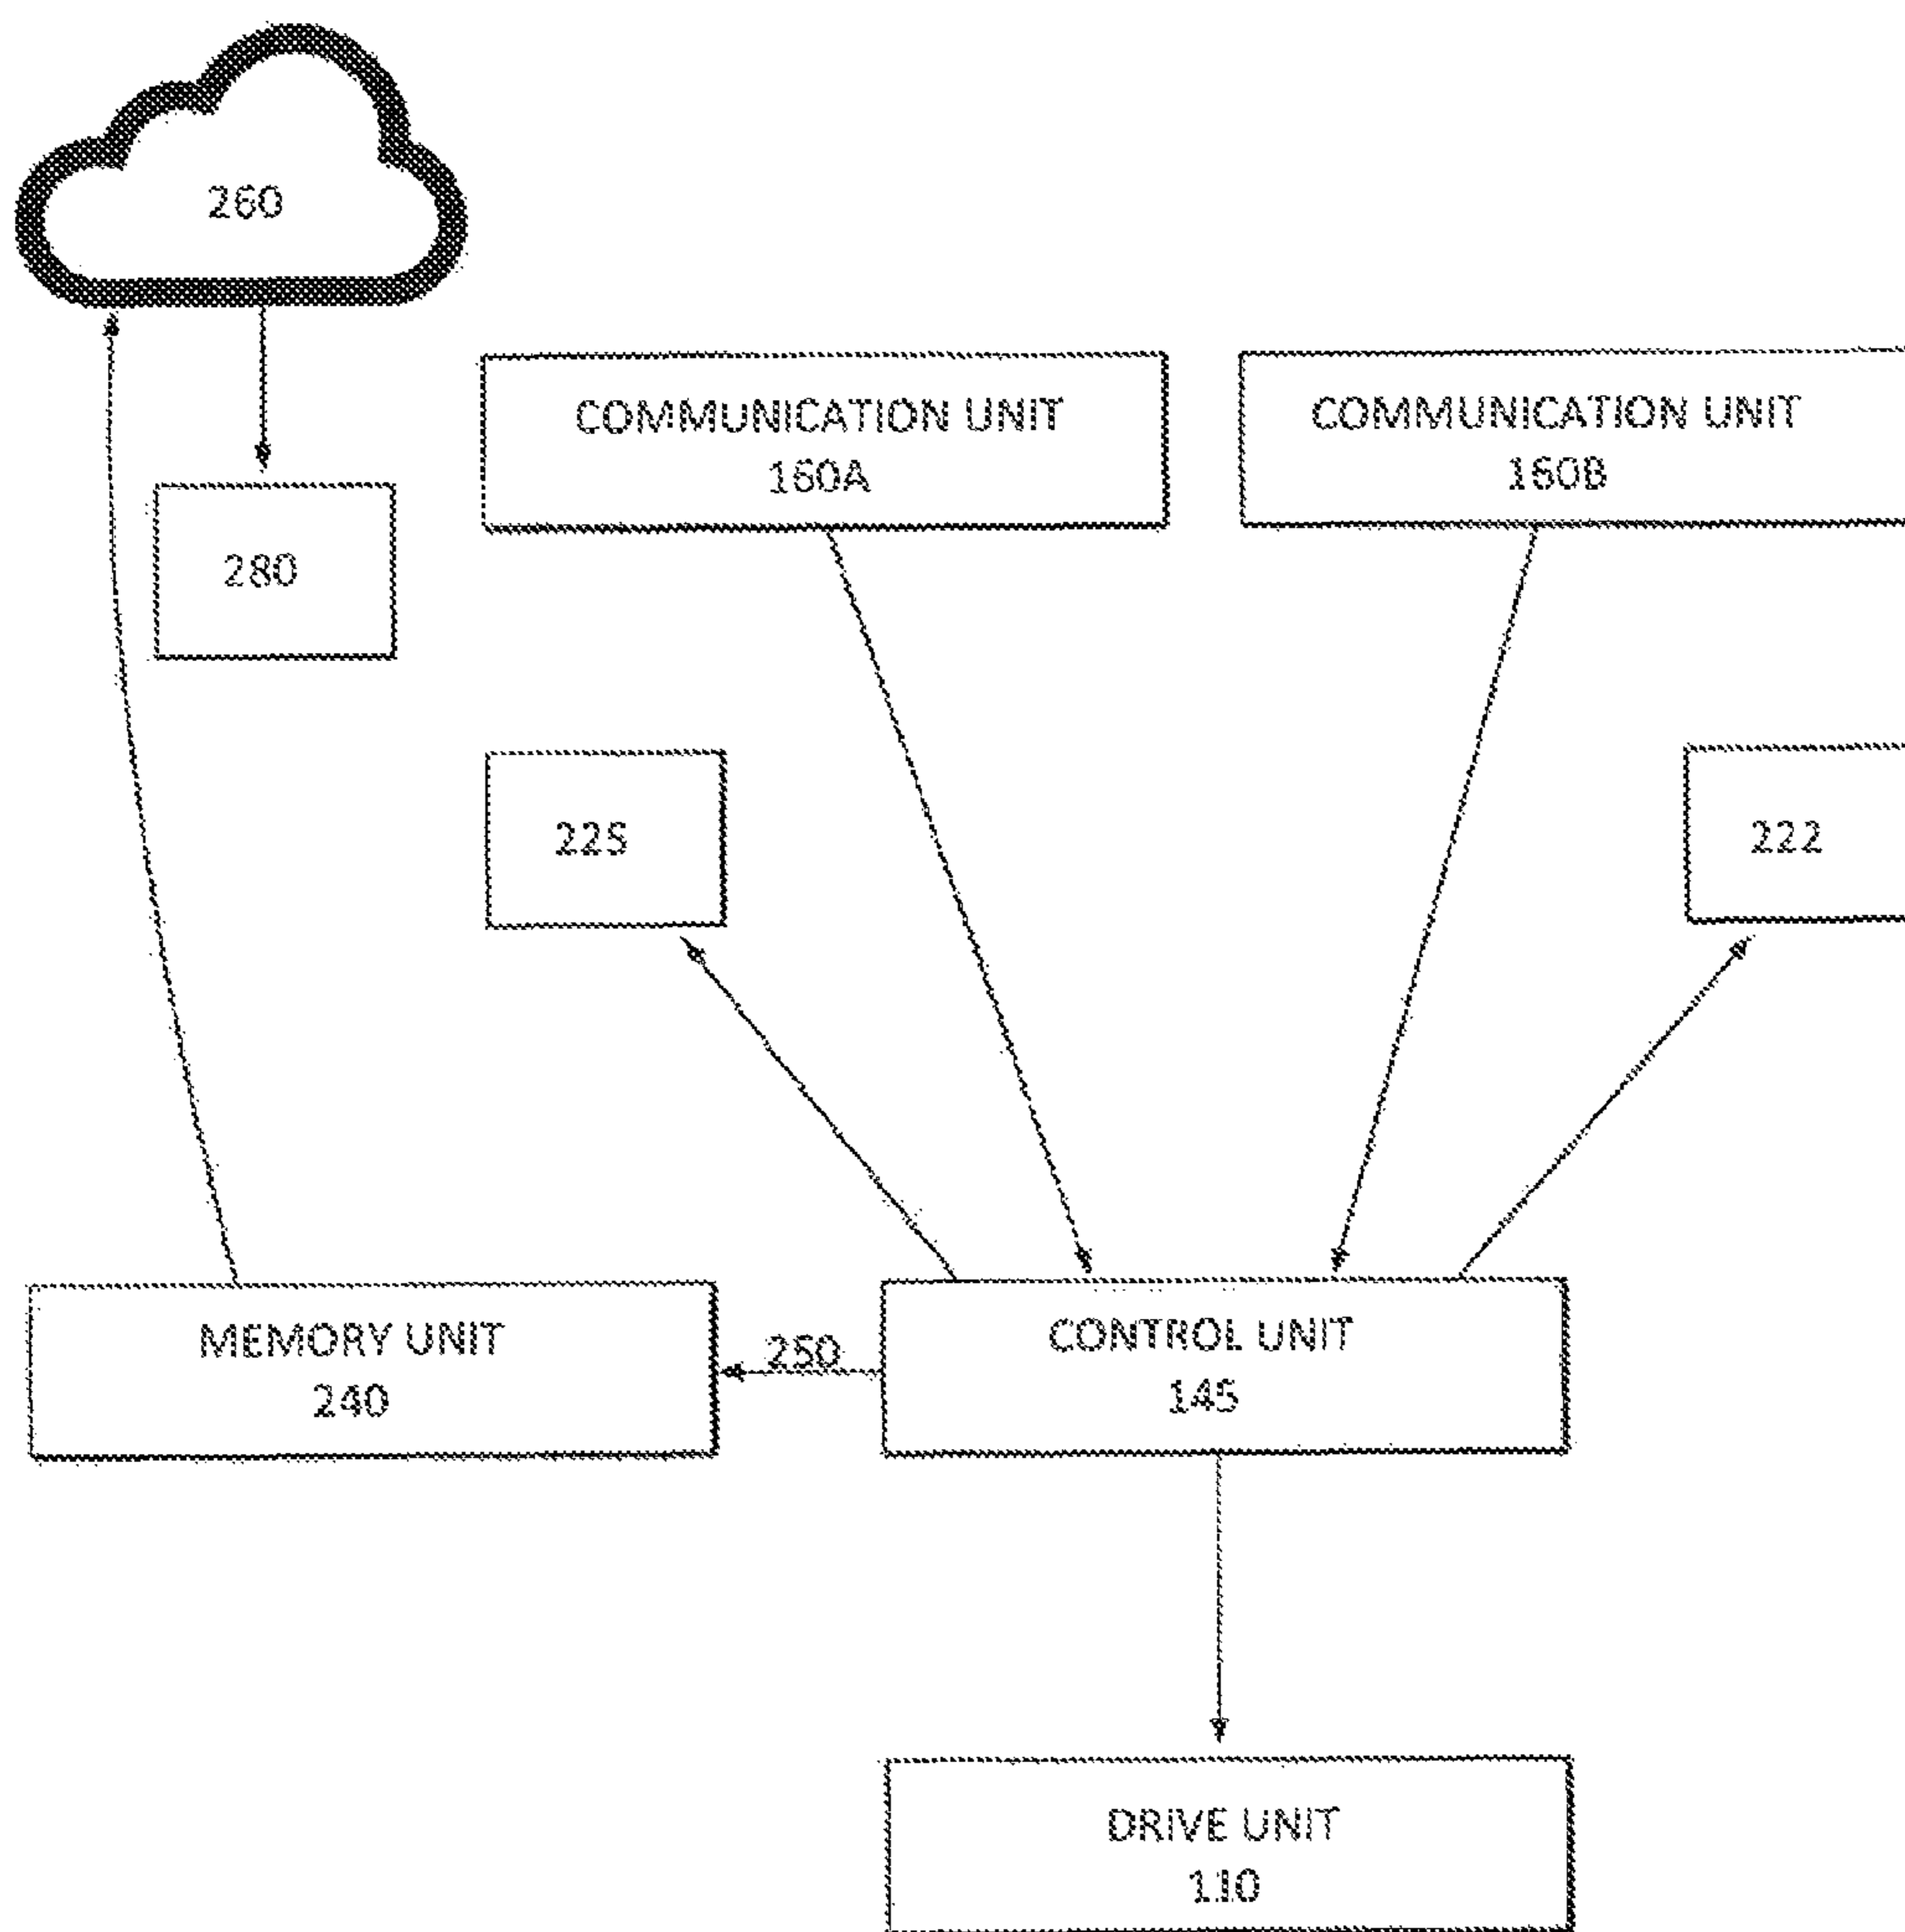 260
COMMUNICATION UNIT
160A
COMMUNICATION UNIT
160B
280
225
222
MEMORY UNIT
240
250
CONTROL UNIT
145
DRIVE UNIT
110